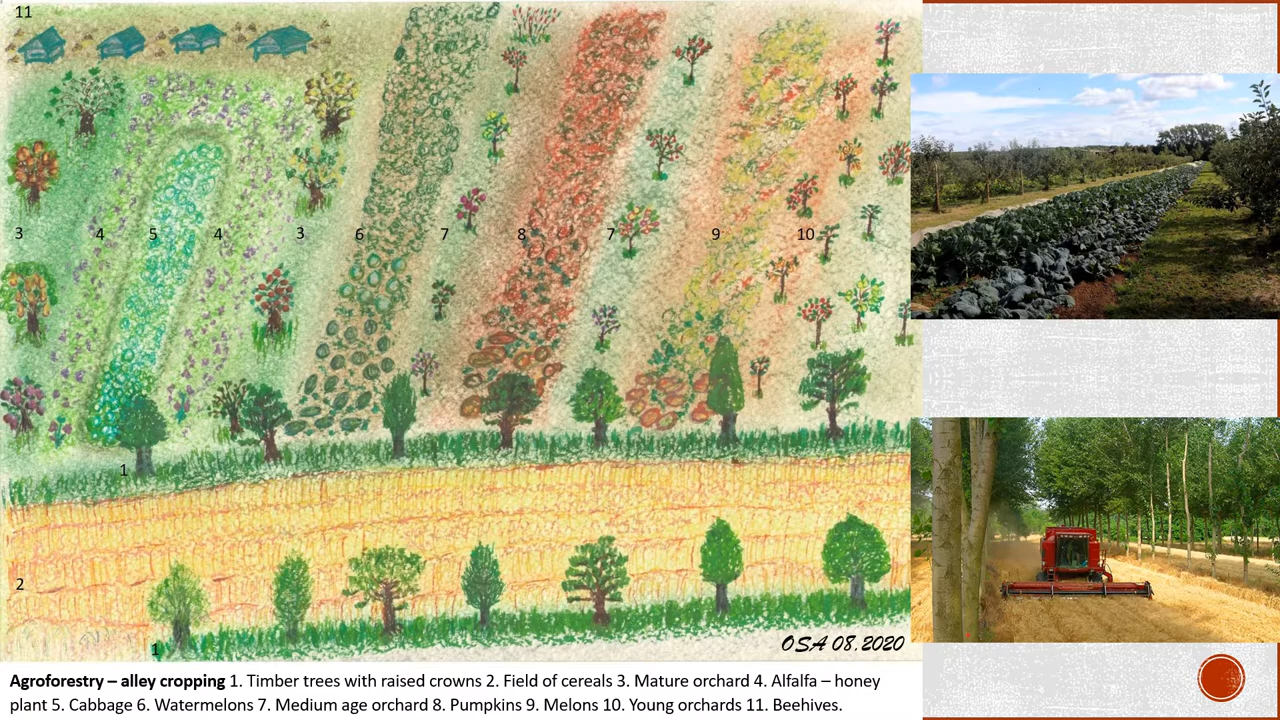 11
3 4 5 4 3 6 7 8 7 9 10
1
2
1
OSA 08.2020
Agroforestry – alley cropping 1. Timber trees with raised crowns 2. Field of cereals 3. Mature orchard 4. Alfalfa – honey
plant 5. Cabbage 6. Watermelons 7. Medium age orchard 8. Pumpkins 9. Melons 10. Young orchards 11. Beehives.